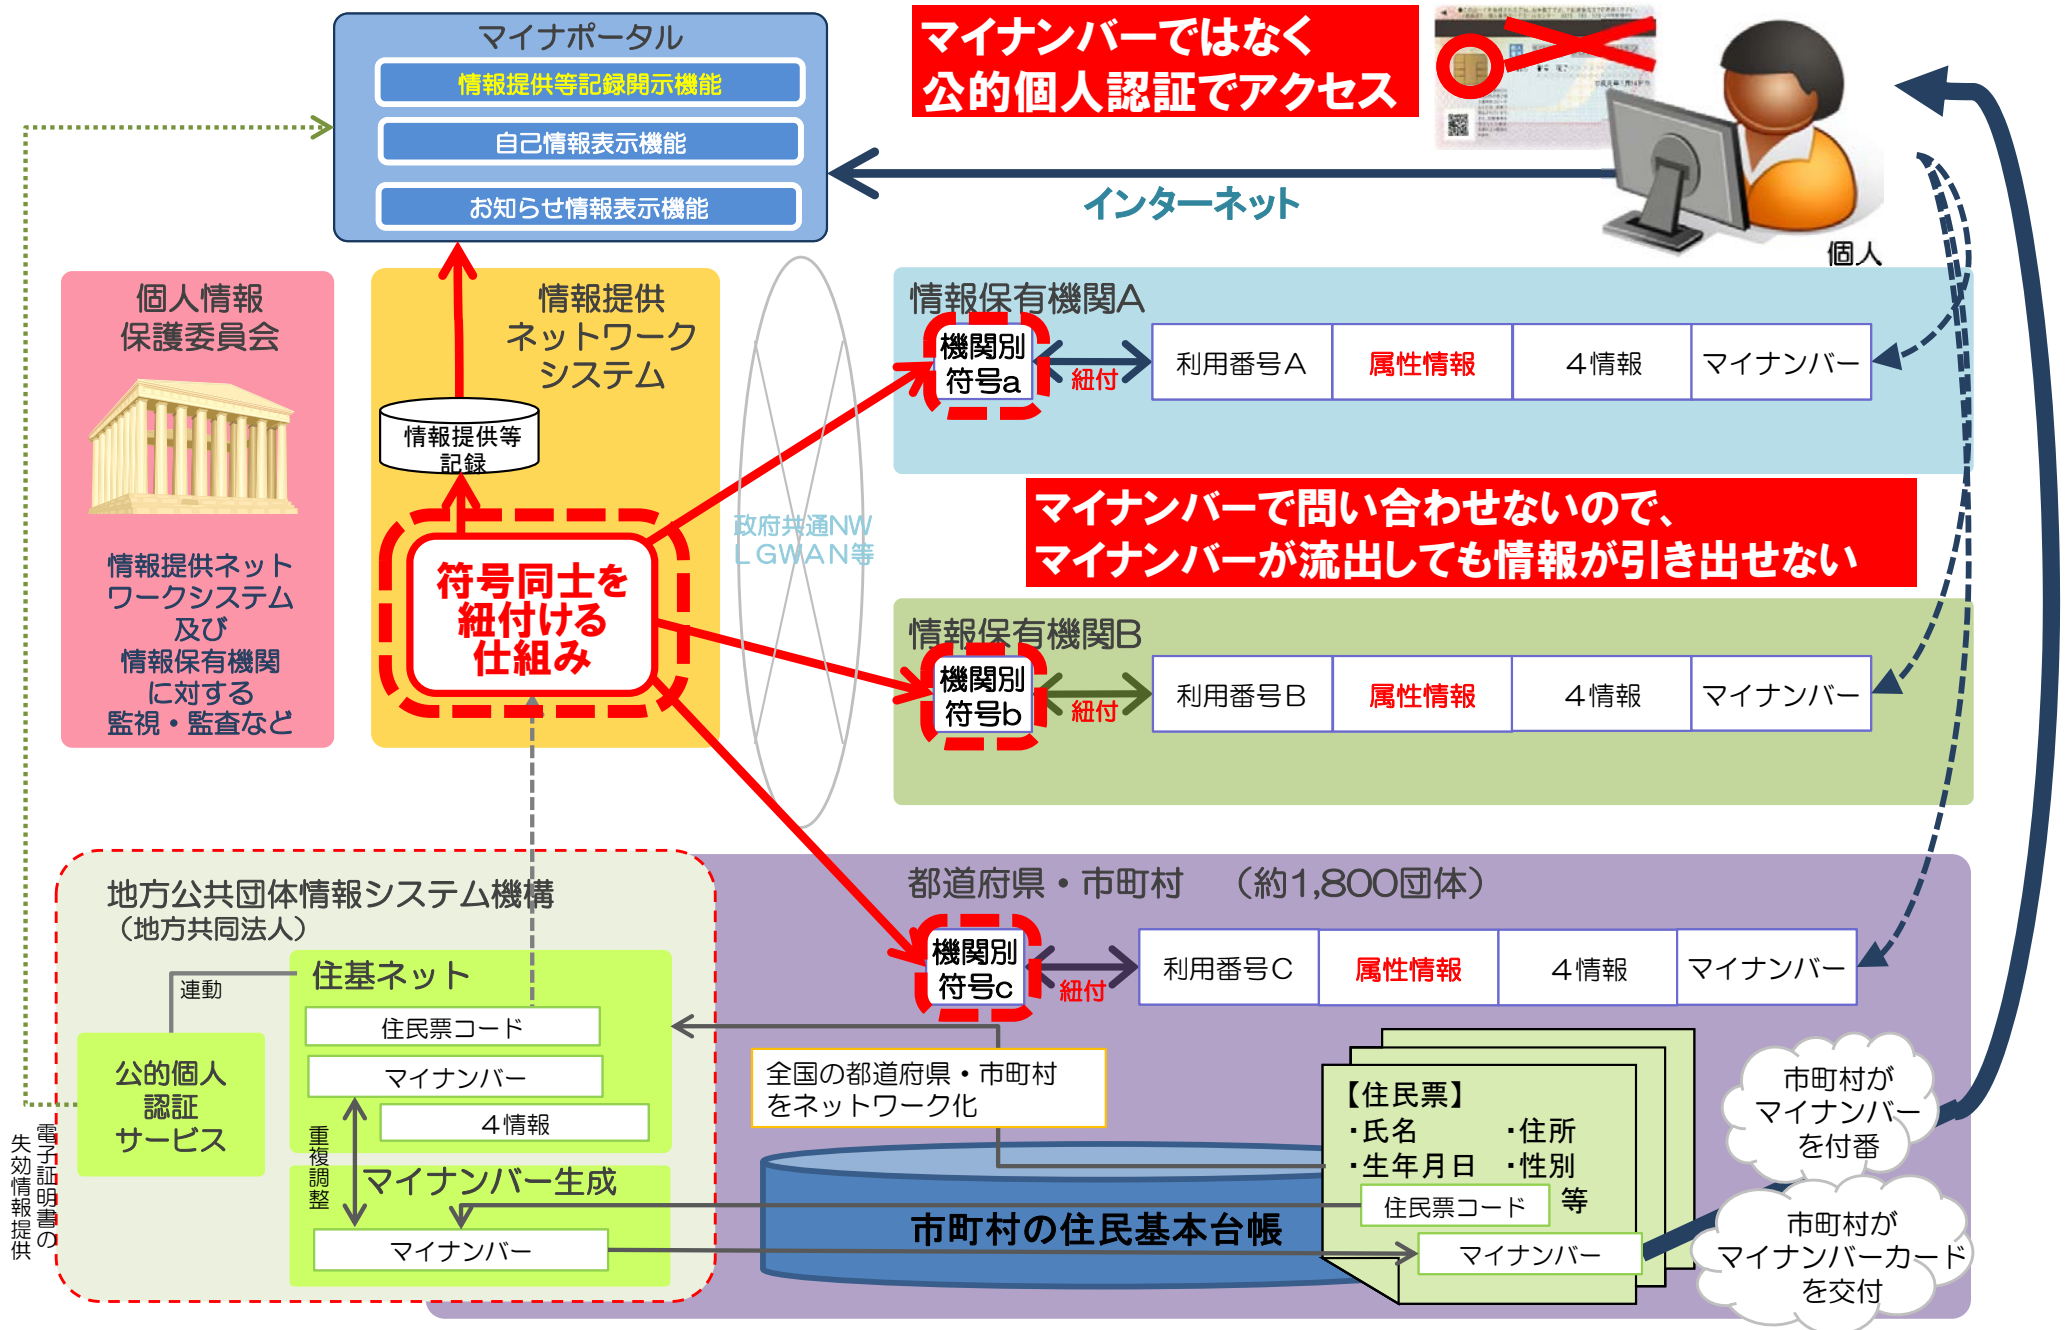 マイナポータル
情報提供等記録開示機能
自己情報表示機能
お知らせ情報表示機能
マイナンバーではなく
公的個人認証でアクセス
インターネット
個人
個人情報
保護委員会
情報提供ネット
ワークシステム
及び
情報保有機関
に対する
監視・監査など
情報提供
ネットワーク
システム
情報提供等
記録
符号同士を
紐付ける
仕組み
政府共通NW
LGWAN等
情報保有機関A
機関別
符号a
紐付
利用番号A
属性情報
4情報
マイナンバー
マイナンバーで問い合わせないので、
マイナンバーが流出しても情報が引き出せない
情報保有機関B
機関別
符号b
紐付
利用番号B
属性情報
4情報
マイナンバー
都道府県・市町村 （約1,800団体）
機関別
符号c
紐付
利用番号C
属性情報
4情報
マイナンバー
地方公共団体情報システム機構
（地方共同法人）
住基ネット
連動
住民票コード
マイナンバー
4情報
公的個人
認証
サービス
重複調整
マイナンバー生成
マイナンバー
電子証明書の
失効情報提供
全国の都道府県・市町村
をネットワーク化
市町村の住民基本台帳
【住民票】
・氏名 ・住所
・生年月日 ・性別
等
住民票コード
マイナンバー
市町村が
マイナンバー
を付番
市町村が
マイナンバーカード
を交付